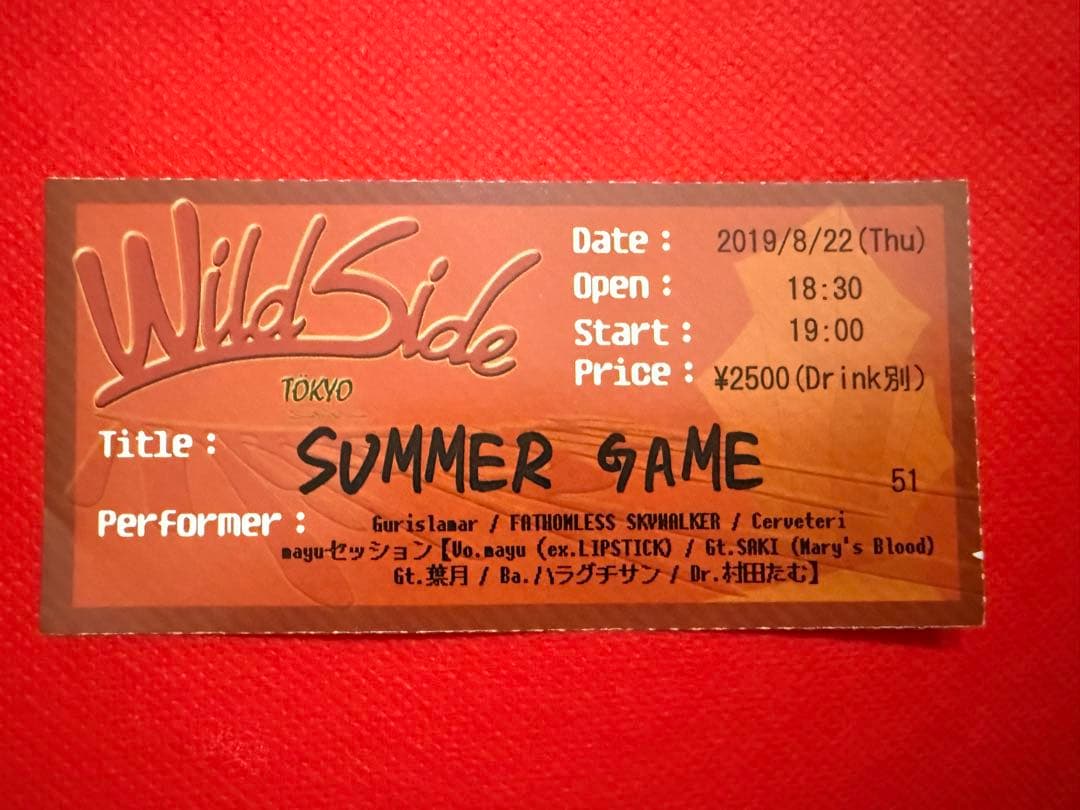 Wild Side
TOKYO
Date： 2019/8/22(Thu)
Open： 18:30
Start： 19:00
Price： ¥2500(Drink別)
Title： SUMMER GAME
51
Performer： Gurislamar / FATHOMLESS SKYWALKER / Cerveteri
mayuセッション【Vo.mayu (ex.LIPSTICK) / Gt.SAKI (Mary's Blood)
Gt.葉月 / Ba.ハラグチサン / Dr.村田たむ】